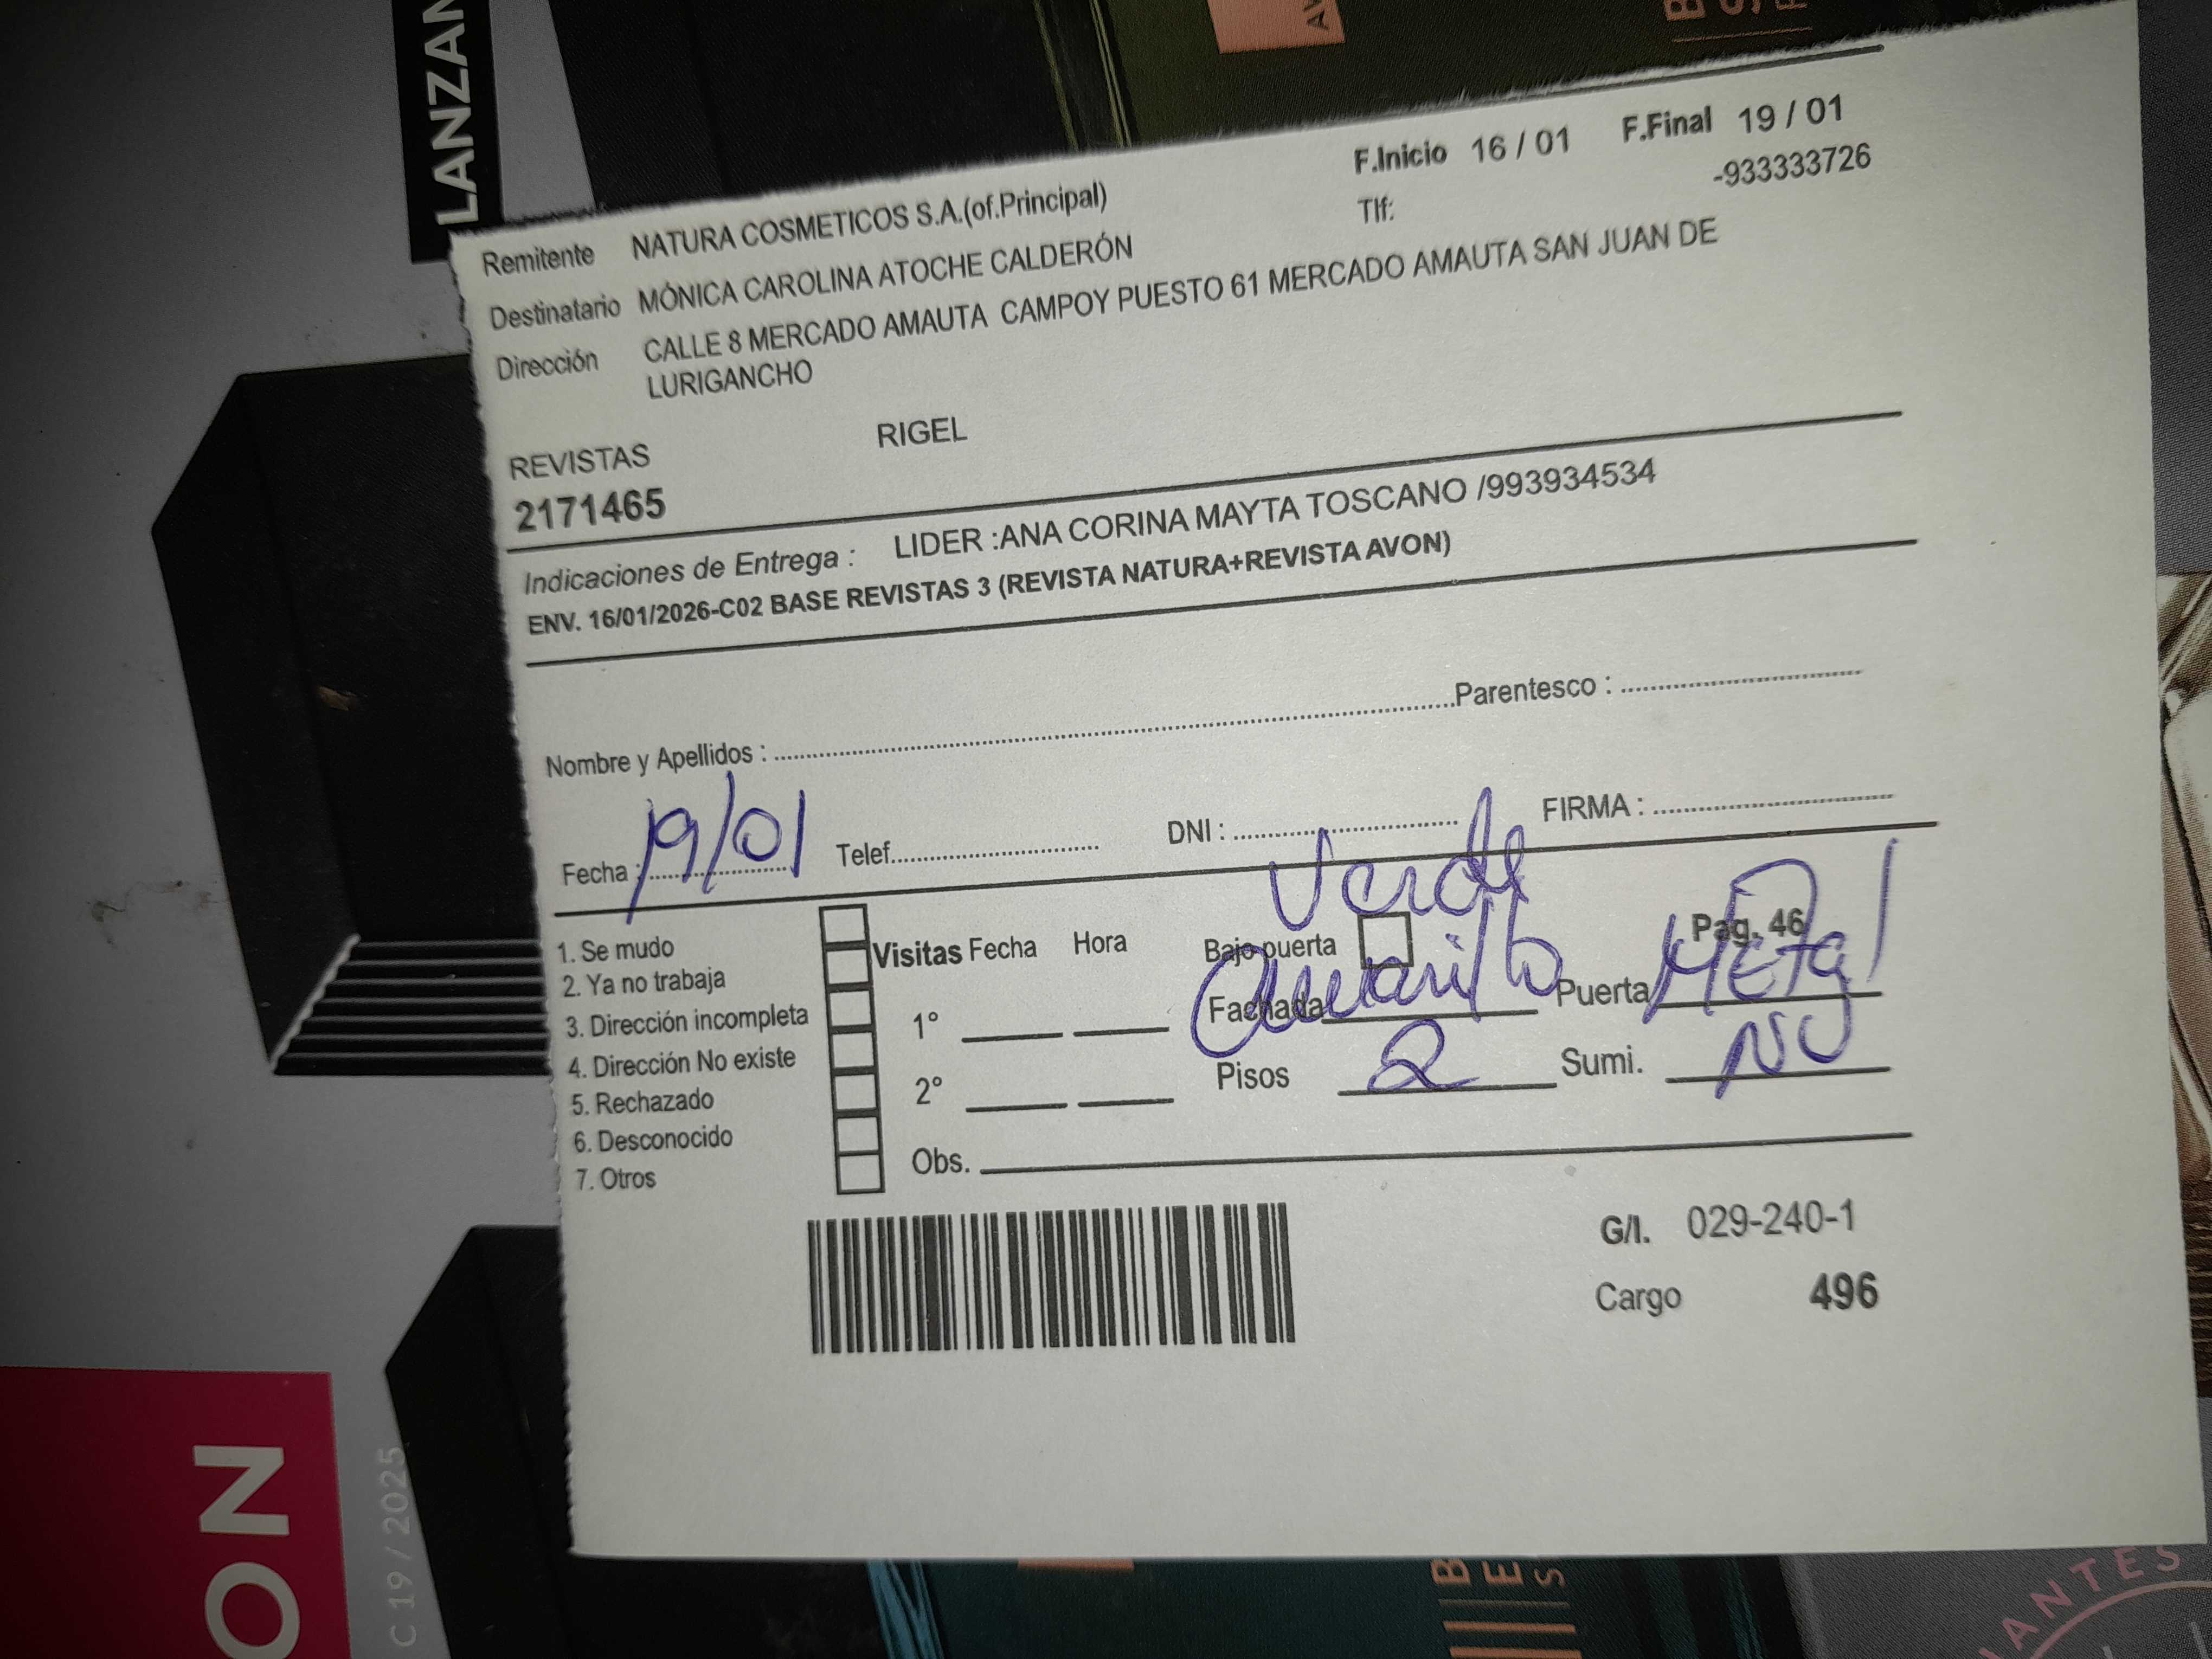 LANZAM
AV
F.Inicio 16 / 01 F.Final 19 / 01
Remitente NATURA COSMETICOS S.A.(of.Principal) Tlf: -933333726
Destinatario MÓNICA CAROLINA ATOCHE CALDERÓN
Dirección CALLE 8 MERCADO AMAUTA CAMPOY PUESTO 61 MERCADO AMAUTA SAN JUAN DE
LURIGANCHO
REVISTAS RIGEL
2171465
Indicaciones de Entrega : LIDER :ANA CORINA MAYTA TOSCANO /993934534
ENV. 16/01/2026-C02 BASE REVISTAS 3 (REVISTA NATURA+REVISTA AVON)
Nombre y Apellidos : Parentesco :
Fecha : 19/01 Telef. DNI : FIRMA :
Verde
1. Se mudo
2. Ya no trabaja
3. Dirección incompleta
4. Dirección No existe
5. Rechazado
6. Desconocido
7. Otros
Visitas Fecha Hora
1°
2°
Bajo puerta Pag. 46
Fachada Amarillo Puerta Metal
Pisos 2 Sumi. NO
Obs.
G/I. 029-240-1
Cargo 496
ON
C 19 / 2025
B
E
S
ANTES